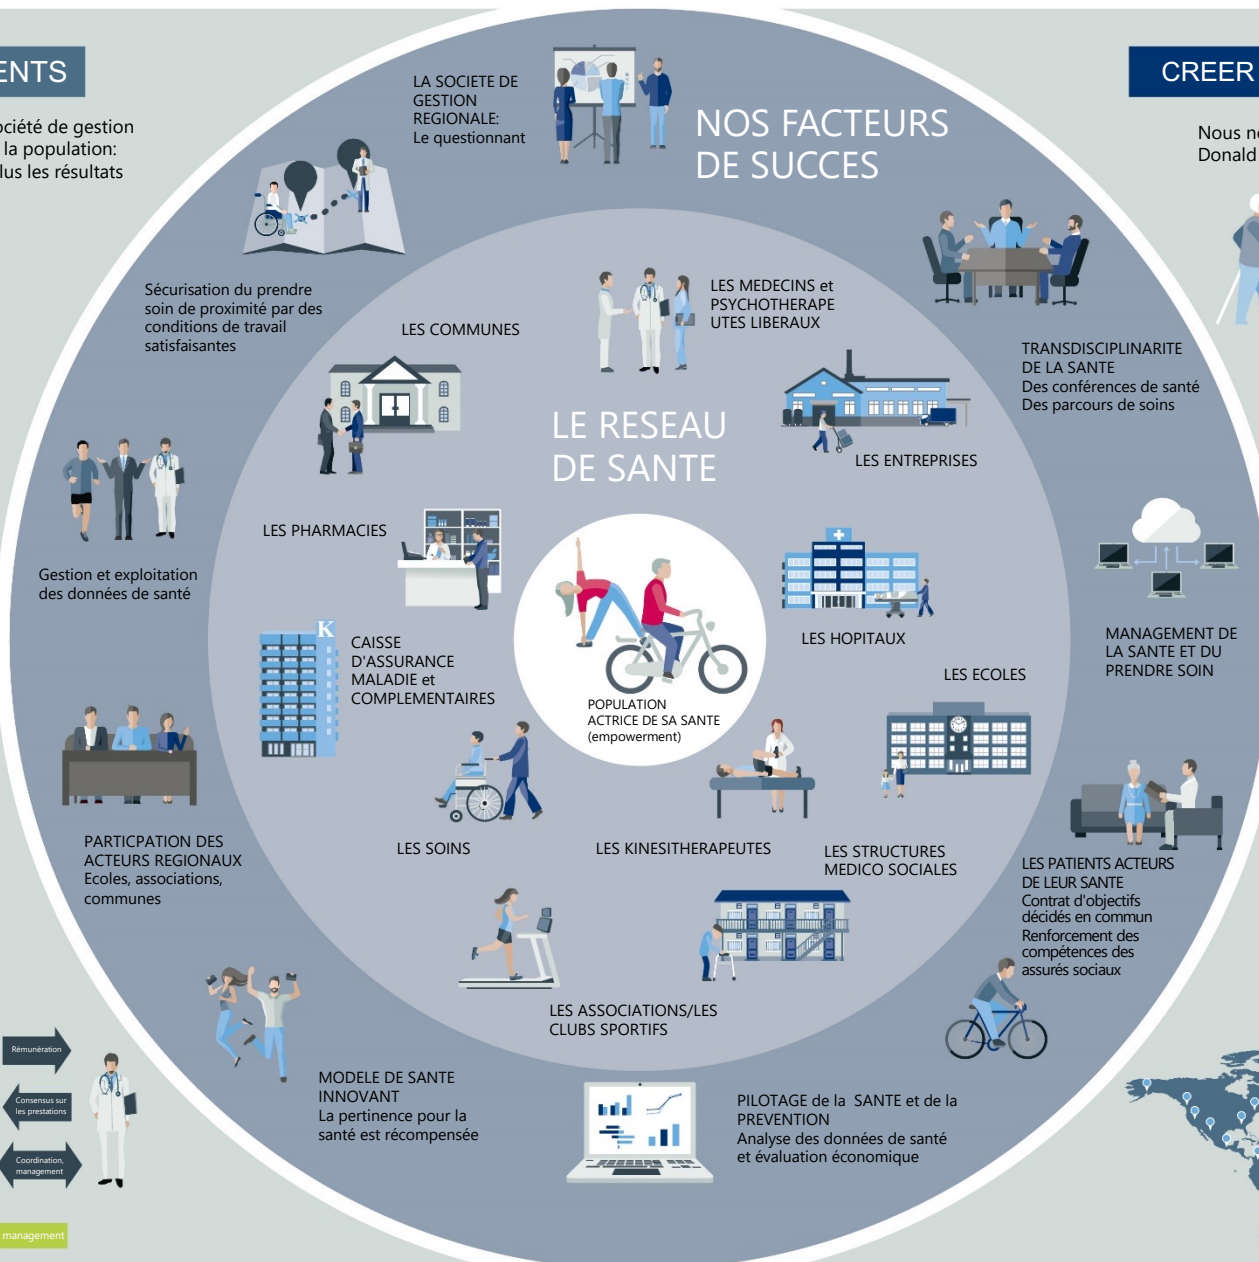 ENTS
ociété de gestion
la population:
lus les résultats
CREER
Nous n
Donald
NOS FACTEURS
DE SUCCES
LA SOCIETE DE
GESTION
REGIONALE:
Le questionnant
Sécurisation du prendre
soin de proximité par des
conditions de travail
satisfaisantes
TRANSDISCIPLINARITE
DE LA SANTE
Des conférences de santé
Des parcours de soins
Gestion et exploitation
des données de santé
MANAGEMENT DE
LA SANTE ET DU
PRENDRE SOIN
PARTICPATION DES
ACTEURS REGIONAUX
Ecoles, associations,
communes
LES PATIENTS ACTEURS
DE LEUR SANTE
Contrat d'objectifs
décidés en commun
Renforcement des
compétences des
assurés sociaux
MODELE DE SANTE
INNOVANT
La pertinence pour la
santé est récompensée
PILOTAGE de la SANTE et de la
PREVENTION
Analyse des données de santé
et évaluation économique
LE RESEAU
DE SANTE
LES COMMUNES
LES MEDECINS et
PSYCHOTHERAPE
UTES LIBERAUX
LES ENTREPRISES
LES PHARMACIES
LES HOPITAUX
K
CAISSE
D'ASSURANCE
MALADIE et
COMPLEMENTAIRES
LES ECOLES
LES SOINS
LES KINESITHERAPEUTES
LES STRUCTURES
MEDICO SOCIALES
LES ASSOCIATIONS/LES
CLUBS SPORTIFS
POPULATION
ACTRICE DE SA SANTE
(empowerment)
Rémunération
Consensus sur
les prestations
Coordination,
management
management